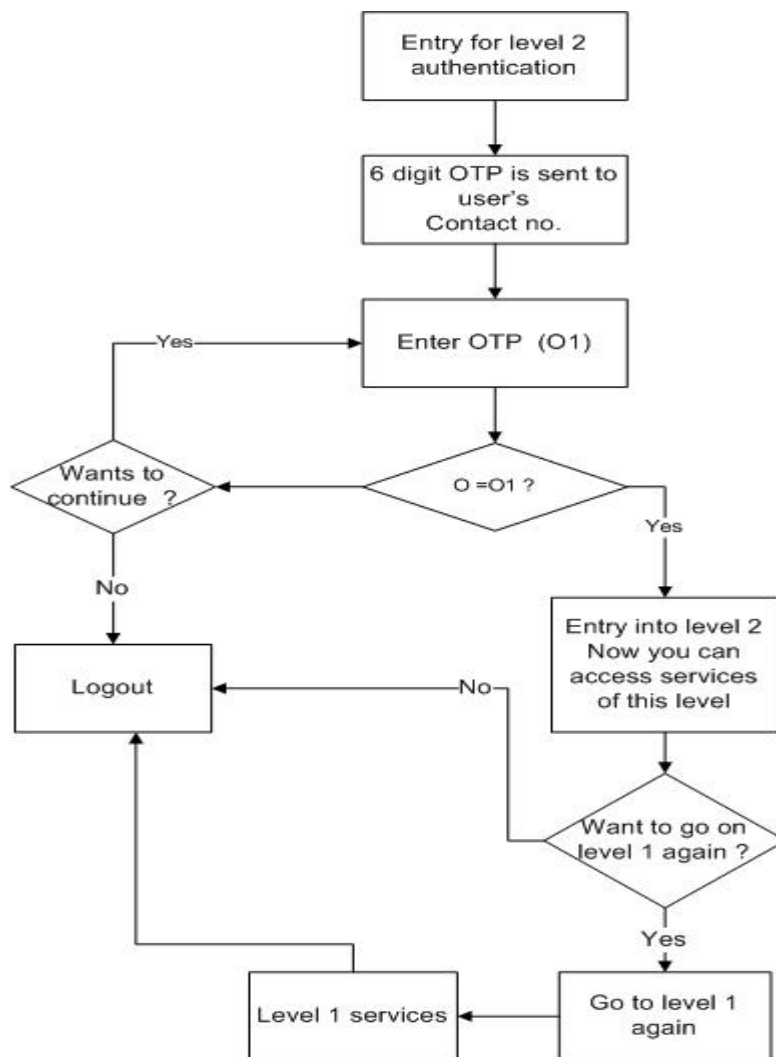 Entry for level 2
authentication
6 digit OTP is sent to
user's
Contact no.
Yes
Enter OTP (O1)
Wants to
continue ?
O =O1 ?
Yes
No
Entry into level 2
Now you can
access services
of this level
Logout
No
Want to go on
level 1 again ?
Yes
Level 1 services
Go to level 1
again